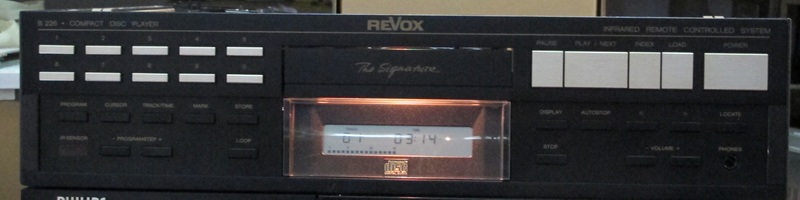 B 226 • COMPACT DISC PLAYER
REVOX
INFRARED REMOTE CONTROLLED SYSTEM
1 2 3 4 5
PAUSE PLAY / NEXT INDEX LOAD POWER
6 7 8 9 0
The Signature
PROGRAM CURSOR TRACK/TIME MARK STORE
DISPLAY AUTOSTOP LOCATE
IR-SENSOR - PROGRAM/STEP + LOOP
01 03:14
STOP - VOLUME + PHONES
PHILIPS